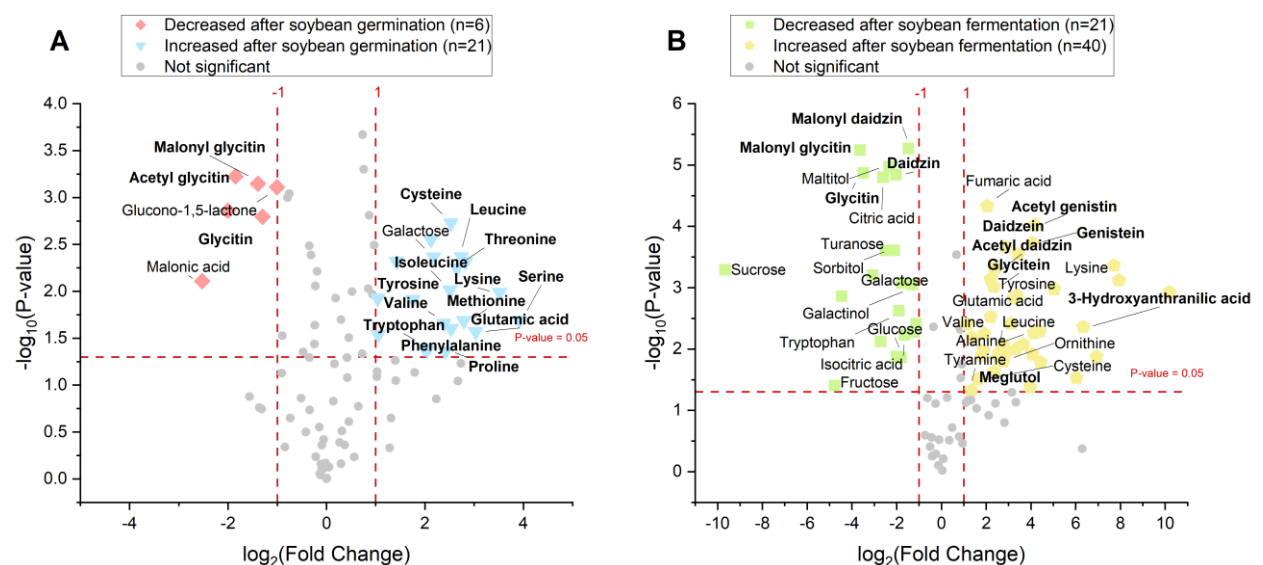 A
Decreased after soybean germination (n=6)
Increased after soybean germination (n=21)
Not significant
-1
1
4.0
3.5
3.0
2.5
2.0
1.5
1.0
0.5
0.0
-log10(P-value)
Malonyl glycitin
Acetyl glycitin
Glucono-1,5-lactone
Glycitin
Malonic acid
Cysteine
Leucine
Galactose
Threonine
Isoleucine
Tyrosine
Lysine
Serine
Valine
Methionine
Tryptophan
Glutamic acid
Phenylalanine
P-value = 0.05
Proline
-4
-2
0
2
4
log2(Fold Change)
B
Decreased after soybean fermentation (n=21)
Increased after soybean fermentation (n=40)
Not significant
-1
1
6
5
4
3
2
1
0
-log10(P-value)
Malonyl daidzin
Malonyl glycitin
Daidzin
Maltitol
Glycitin
Citric acid
Fumaric acid
Acetyl genistin
Daidzein
Genistein
Turanose
Acetyl daidzin
Sucrose
Sorbitol
Glycitein
Lysine
Galactose
Tyrosine
Glutamic acid
3-Hydroxyanthranilic acid
Galactinol
Valine
Leucine
Glucose
Tryptophan
Alanine
Ornithine
Isocitric acid
Tyramine
Cysteine
Meglutol
Fructose
P-value = 0.05
-10
-8
-6
-4
-2
0
2
4
6
8
10
log2(Fold Change)